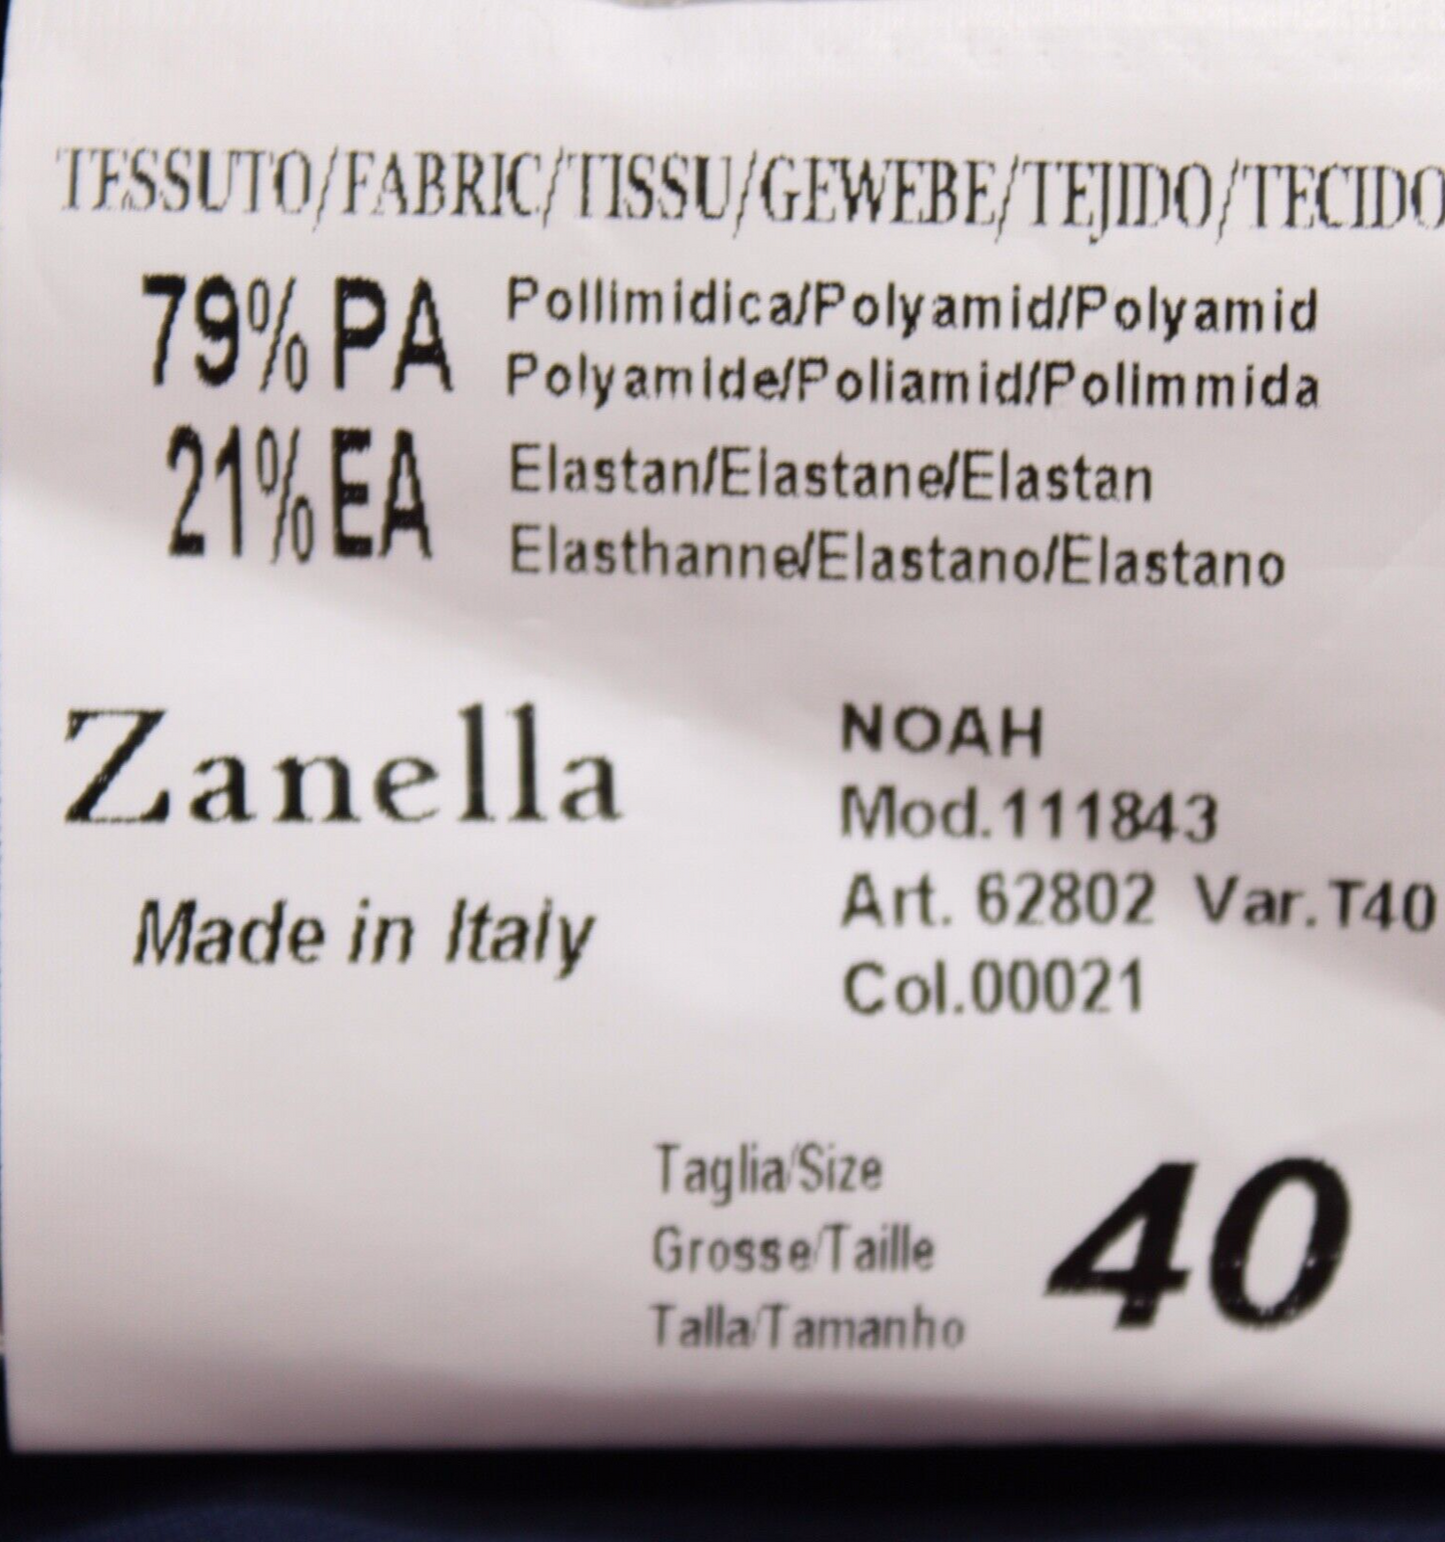 TESSUTO/FABRIC/TISSU/GEWEBE/TEJIDO/TECIDO
79% PA Pollimidica/Polyamid/Polyamid
Polyamide/Poliamid/Polimmida
21% EA Elastan/Elastane/Elastan
Elasthanne/Elastano/Elastano
Zanella
Made in Italy
NOAH
Mod.111843
Art. 62802 Var.T40
Col.00021
Taglia/Size
Grosse/Taille
Talla/Tamanho
40